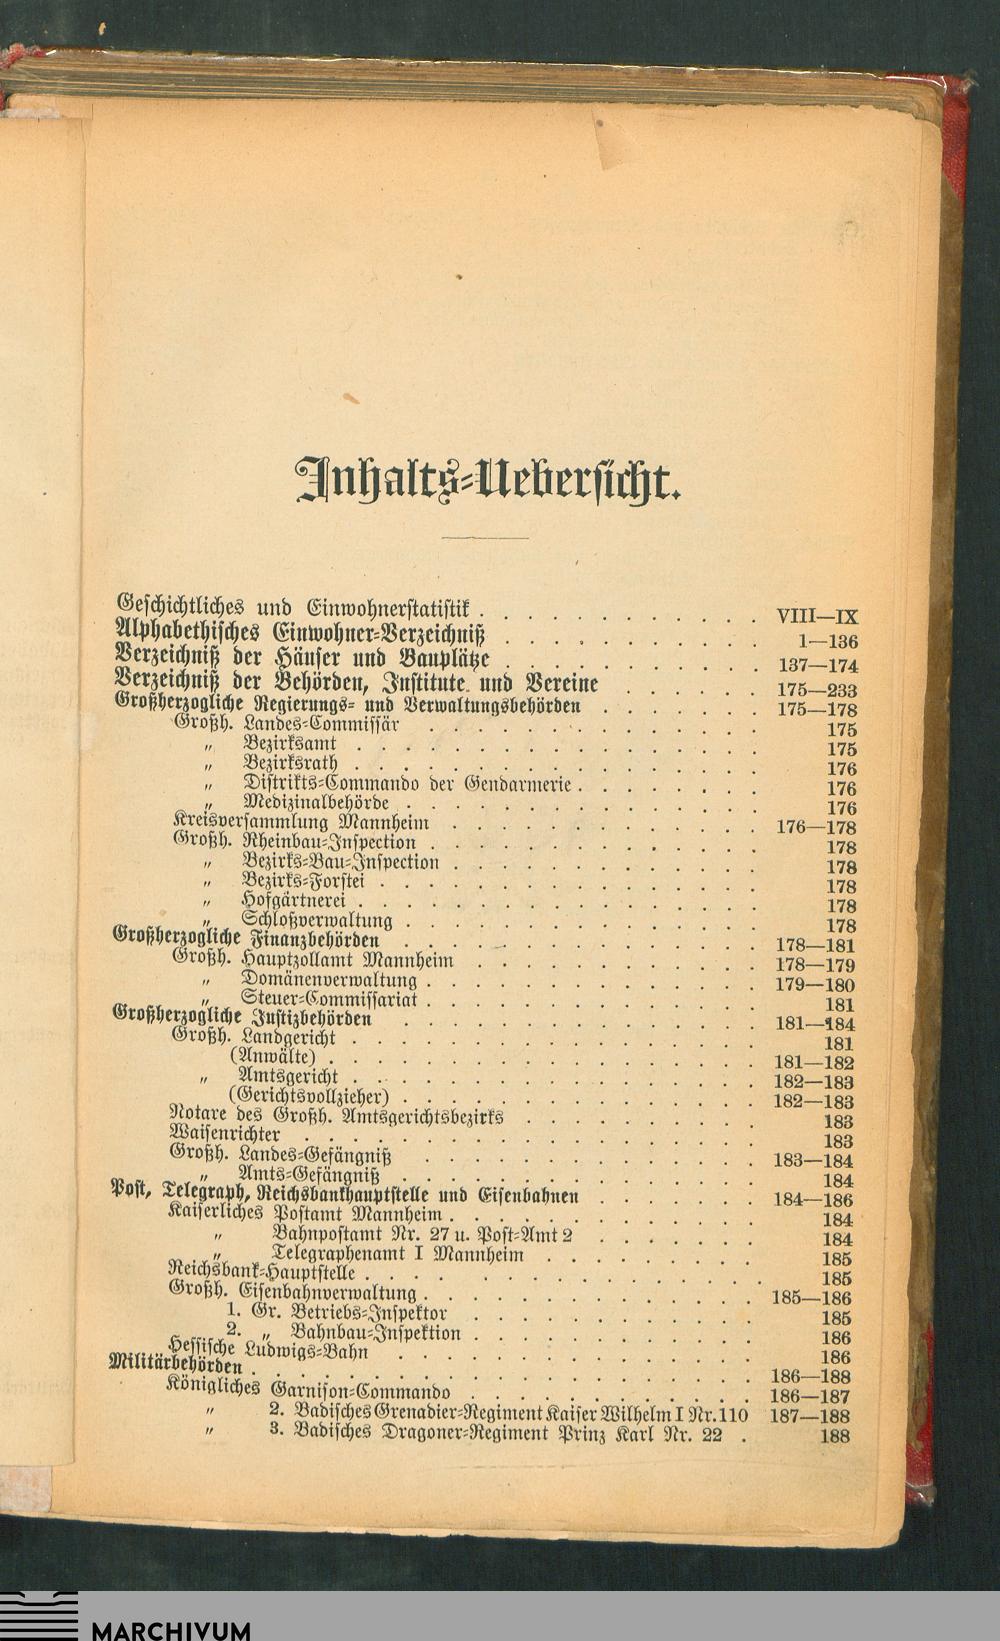 Inhalts-Uebersicht.
Geschichtliches und Einwohnerstatistik . . . . . . . . . . . . VIII—IX
Alphabethisches Einwohner-Verzeichniß . . . . . . . . . . . 1—136
Verzeichniß der Häuser und Bauplätze . . . . . . . . . . . 137—174
Verzeichniß der Behörden, Institute und Vereine . . . . . . 175—233
Großherzogliche Regierungs- und Verwaltungsbehörden . . . . . . . 175—178
Großh. Landes-Commissär . . . . . . . . . . . . . . 175
„ Bezirksamt . . . . . . . . . . . . . . . . . 175
„ Bezirksrath . . . . . . . . . . . . . . . . . 176
„ Distrikts-Commando der Gendarmerie . . . . . . . . 176
„ Medizinalbehörde . . . . . . . . . . . . . . . 176
Kreisversammlung Mannheim . . . . . . . . . . . . . 176—178
Großh. Rheinbau-Inspection . . . . . . . . . . . . . . 178
„ Bezirks-Bau-Inspection . . . . . . . . . . . . . 178
„ Bezirks-Forstei . . . . . . . . . . . . . . . . 178
„ Hofgärtnerei . . . . . . . . . . . . . . . . . 178
„ Schloßverwaltung . . . . . . . . . . . . . . . 178
Großherzogliche Finanzbehörden . . . . . . . . . . . . . . . 178—181
Großh. Hauptzollamt Mannheim . . . . . . . . . . . . 178—179
„ Domänenverwaltung . . . . . . . . . . . . . . 179—180
„ Steuer-Commissariat . . . . . . . . . . . . . . 181
Großherzogliche Justizbehörden . . . . . . . . . . . . . . . 181—184
Großh. Landgericht . . . . . . . . . . . . . . . . . 181
(Anwälte) . . . . . . . . . . . . . . . . . . 181—182
„ Amtsgericht . . . . . . . . . . . . . . . . . 182—183
(Gerichtsvollzieher) . . . . . . . . . . . . . . . 182—183
Notare des Großh. Amtsgerichtsbezirks . . . . . . . . . . 183
Waisenrichter . . . . . . . . . . . . . . . . . . . 183
Großh. Landes-Gefängniß . . . . . . . . . . . . . . 183—184
„ Amts-Gefängniß . . . . . . . . . . . . . . . 184
Post, Telegraph, Reichsbankhauptstelle und Eisenbahnen . . . . . . . 184—186
Kaiserliches Postamt Mannheim . . . . . . . . . . . . . 184
„ Bahnpostamt Nr. 27 u. Post-Amt 2 . . . . . . . 184
„ Telegraphenamt I Mannheim . . . . . . . . . 185
Reichsbank-Hauptstelle . . . . . . . . . . . . . . . . 185
Großh. Eisenbahnverwaltung . . . . . . . . . . . . . . 185—186
1. Gr. Betriebs-Inspektor . . . . . . . . . . . . 185
2. „ Bahnbau-Inspektion . . . . . . . . . . . . 186
Hessische Ludwigs-Bahn . . . . . . . . . . . . . . . 186
Militärbehörden . . . . . . . . . . . . . . . . . . . . . 186—188
Königliches Garnison-Commando . . . . . . . . . . . . 186—187
„ 2. Badisches Grenadier-Regiment Kaiser Wilhelm I Nr. 110 187—188
„ 3. Badisches Dragoner-Regiment Prinz Karl Nr. 22 . 188
MARCHIVUM